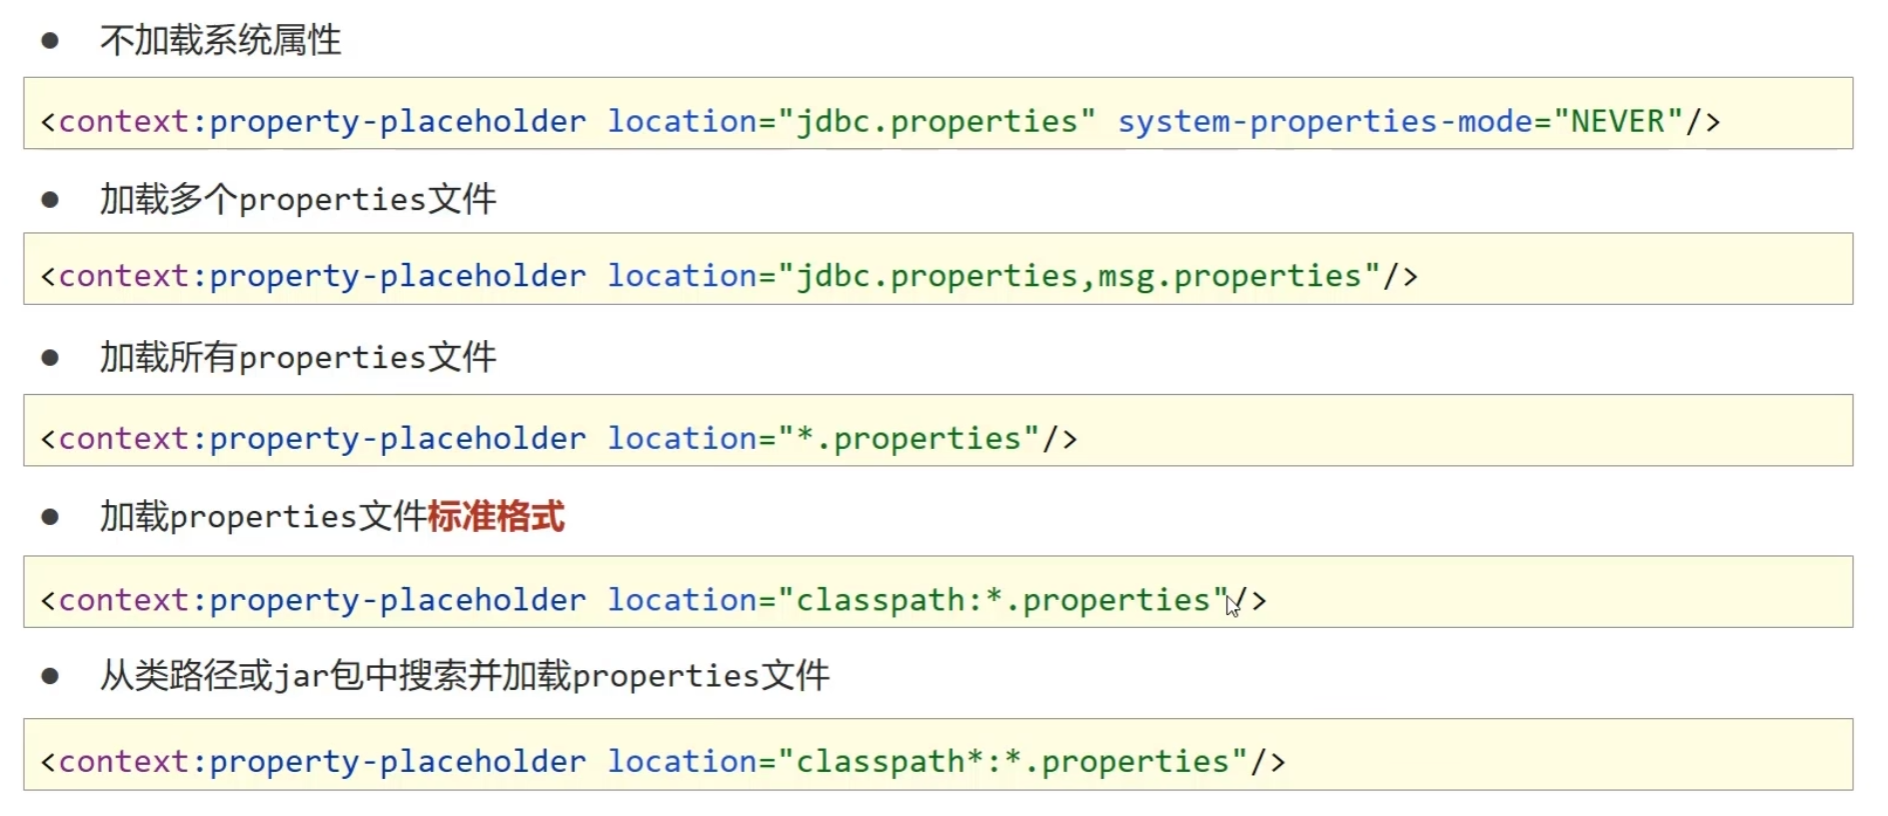 ● 不加载系统属性
<context:property-placeholder location="jdbc.properties" system-properties-mode="NEVER"/>
● 加载多个properties文件
<context:property-placeholder location="jdbc.properties,msg.properties"/>
● 加载所有properties文件
<context:property-placeholder location="*.properties"/>
● 加载properties文件标准格式
<context:property-placeholder location="classpath:*.properties"/>
● 从类路径或jar包中搜索并加载properties文件
<context:property-placeholder location="classpath*:*.properties"/>